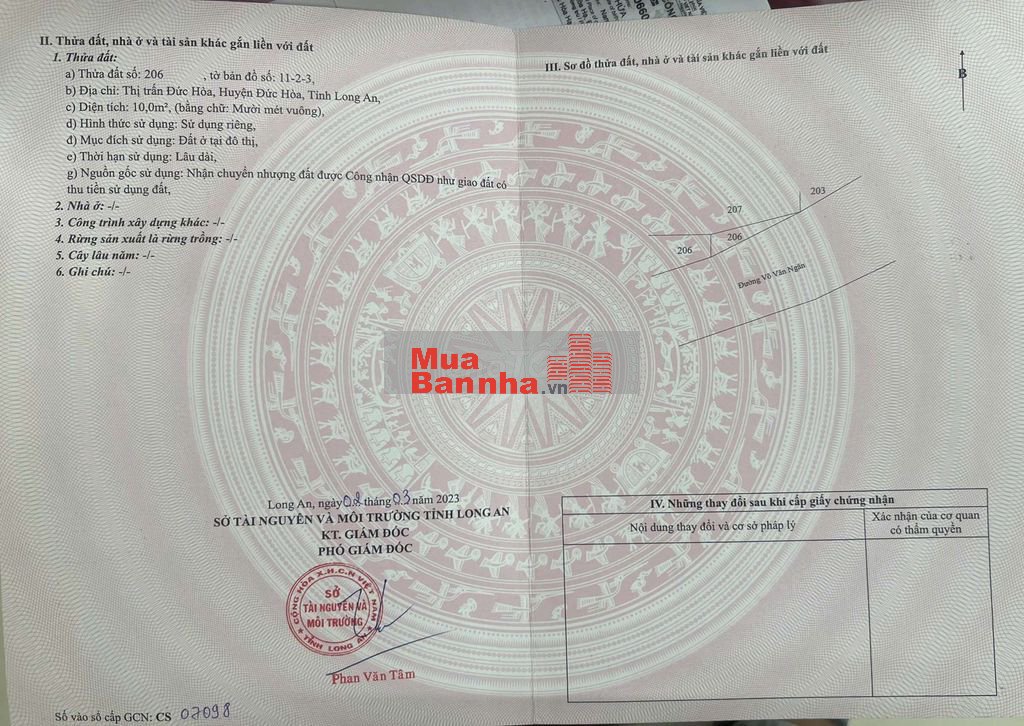 II. Thửa đất, nhà ở và tài sản khác gắn liền với đất
1. Thửa đất:
a) Thửa đất số: 206 , tờ bản đồ số: 11-2-3,
b) Địa chỉ: Thị trấn Đức Hòa, Huyện Đức Hòa, Tỉnh Long An,
c) Diện tích: 10,0m², (bằng chữ: Mười mét vuông),
d) Hình thức sử dụng: Sử dụng riêng,
đ) Mục đích sử dụng: Đất ở tại đô thị,
e) Thời hạn sử dụng: Lâu dài,
g) Nguồn gốc sử dụng: Nhận chuyển nhượng đất được Công nhận QSDĐ như giao đất có
thu tiền sử dụng đất,
2. Nhà ở: -/-
3. Công trình xây dựng khác: -/-
4. Rừng sản xuất là rừng trồng: -/-
5. Cây lâu năm: -/-
6. Ghi chú: -/-
Long An, ngày 02 tháng 03 năm 2023
SỞ TÀI NGUYÊN VÀ MÔI TRƯỜNG TỈNH LONG AN
KT. GIÁM ĐỐC
PHÓ GIÁM ĐỐC
CỘNG HÒA X.H.C.N VIỆT NAM
SỞ
TÀI NGUYÊN VÀ
MÔI TRƯỜNG
TỈNH LONG AN
Phan Văn Tâm
Số vào sổ cấp GCN: CS 07098
III. Sơ đồ thửa đất, nhà ở và tài sản khác gắn liền với đất
B
203
207
206
206
Đường Võ Văn Ngân
Mua
Bannha.vn
IV. Những thay đổi sau khi cấp giấy chứng nhận
Nội dung thay đổi và cơ sở pháp lý
Xác nhận của cơ quan
có thẩm quyền